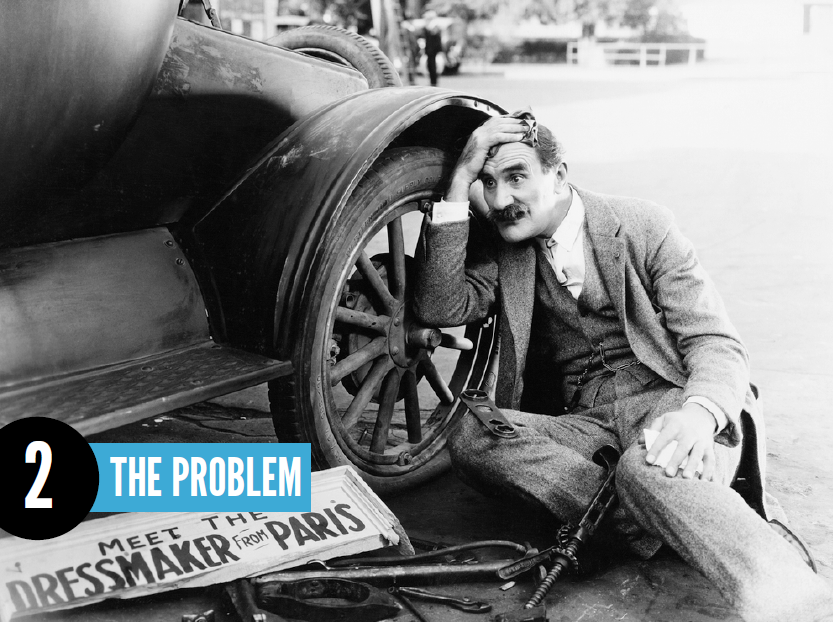 2
THE PROBLEM
MEET THE
DRESSMAKER FROM PARIS